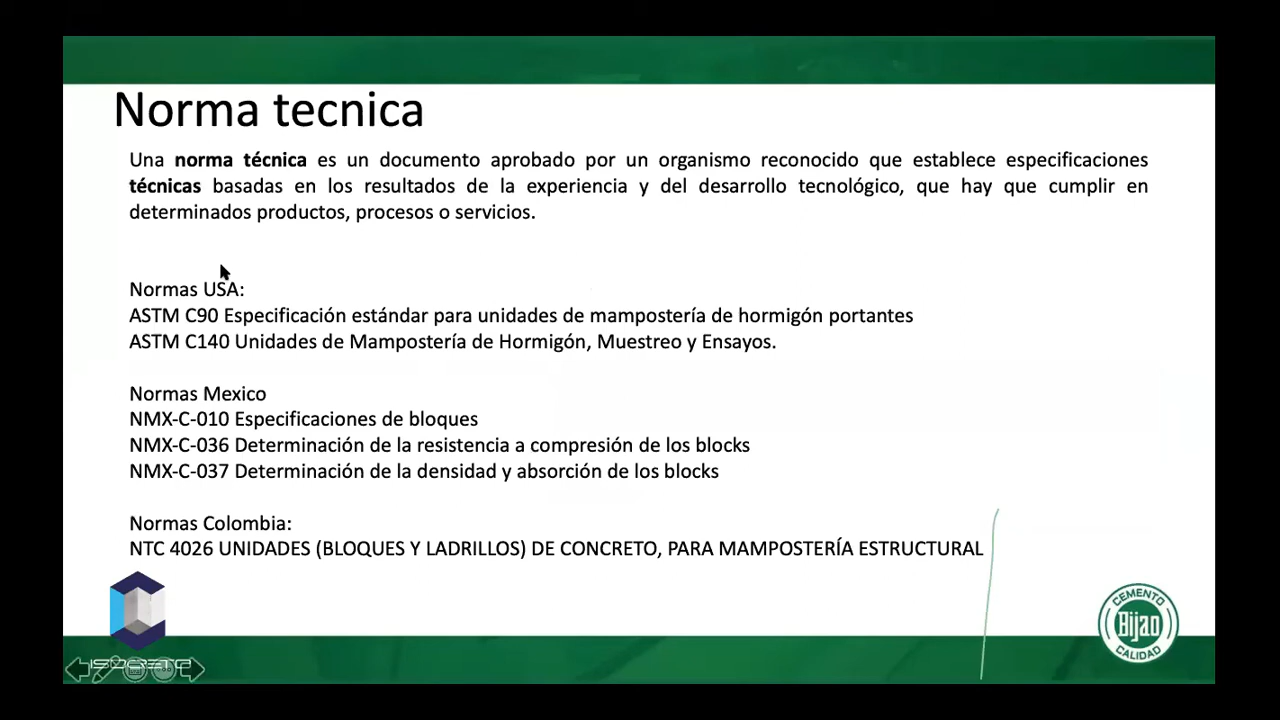 Norma tecnica
Una norma técnica es un documento aprobado por un organismo reconocido que establece especificaciones
técnicas basadas en los resultados de la experiencia y del desarrollo tecnológico, que hay que cumplir en
determinados productos, procesos o servicios.
Normas USA:
ASTM C90 Especificación estándar para unidades de mampostería de hormigón portantes
ASTM C140 Unidades de Mampostería de Hormigón, Muestreo y Ensayos.
Normas Mexico
NMX-C-010 Especificaciones de bloques
NMX-C-036 Determinación de la resistencia a compresión de los blocks
NMX-C-037 Determinación de la densidad y absorción de los blocks
Normas Colombia:
NTC 4026 UNIDADES (BLOQUES Y LADRILLOS) DE CONCRETO, PARA MAMPOSTERÍA ESTRUCTURAL
CEMENTO
Bijao
CALIDAD